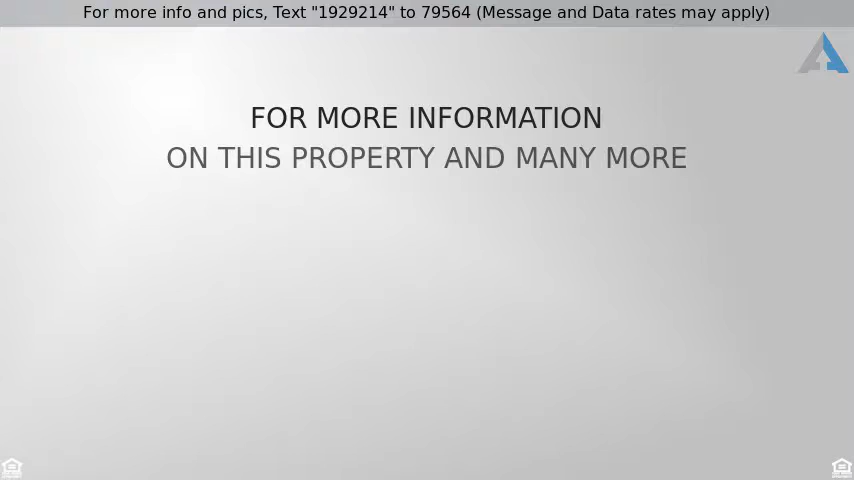 For more info and pics, Text "1929214" to 79564 (Message and Data rates may apply)
FOR MORE INFORMATION
ON THIS PROPERTY AND MANY MORE